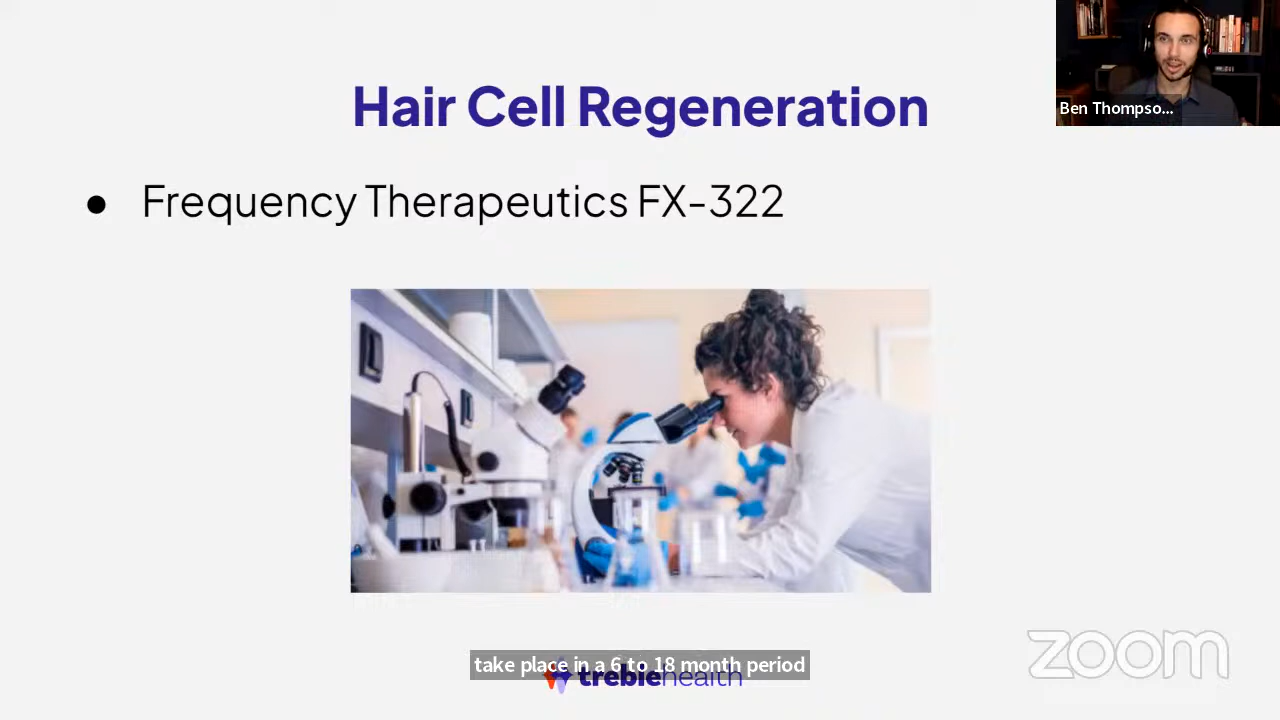 Hair Cell Regeneration
Ben Thompso...
● Frequency Therapeutics FX-322
take place in a 6 to 18 month period
treblehealth
zoom